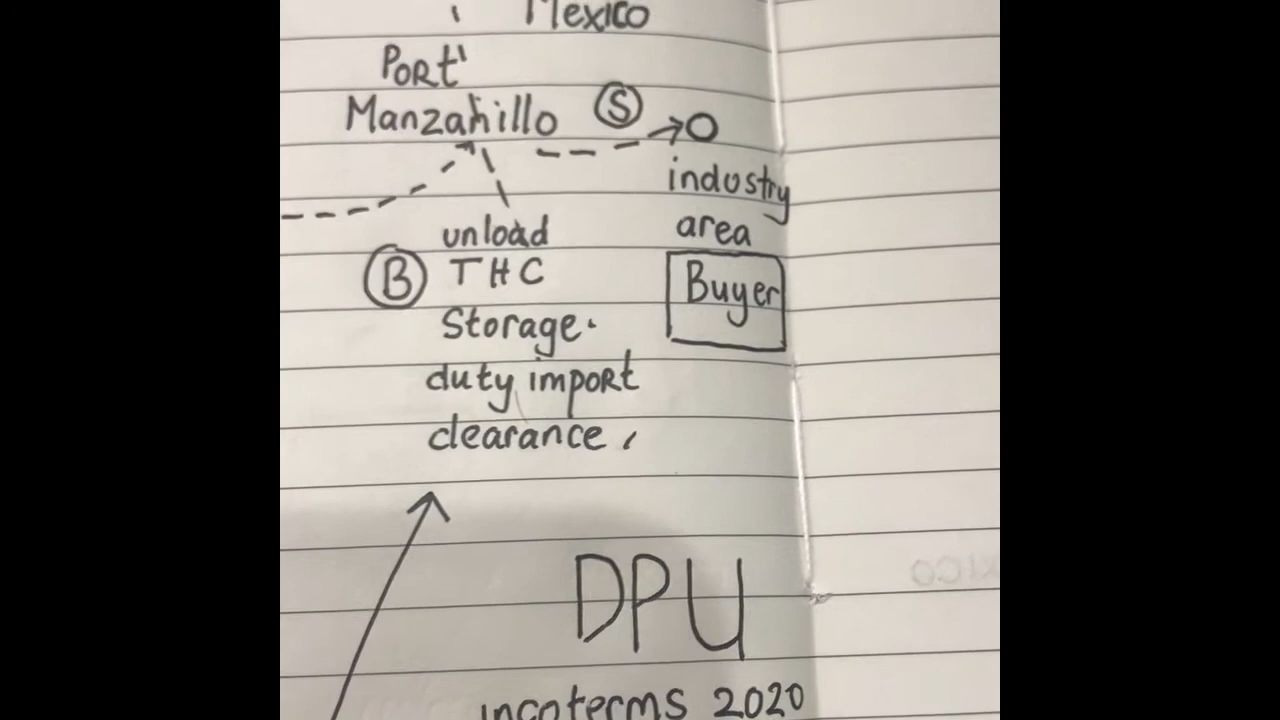 Mexico
Port
Manzanillo S
industry
area
unload
B THC
Storage.
duty import
clearance,
Buyer
DPU
incoterms 2020